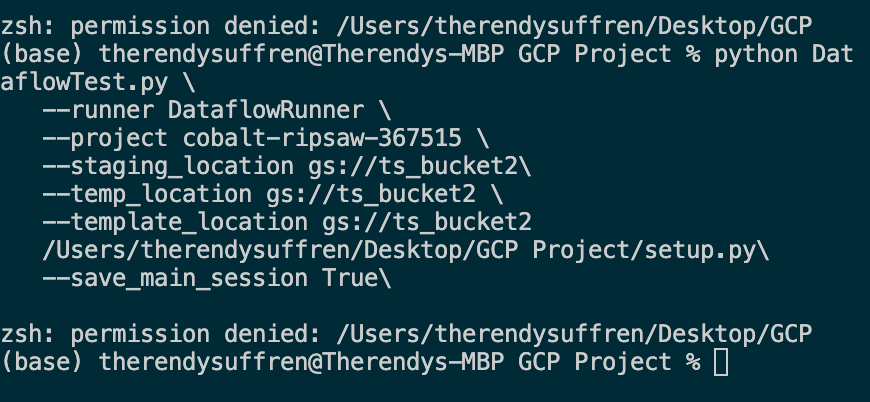 zsh: permission denied: /Users/therendysuffren/Desktop/GCP
(base) therendysuffren@Therendys-MBP GCP Project % python Dat
aflowTest.py \
--runner DataflowRunner \
--project cobalt-ripsaw-367515 \
--staging_location gs://ts_bucket2\
--temp_location gs://ts_bucket2 \
--template_location gs://ts_bucket2
/Users/therendysuffren/Desktop/GCP Project/setup.py\
--save_main_session True\
zsh: permission denied: /Users/therendysuffren/Desktop/GCP
(base) therendysuffren@Therendys-MBP GCP Project %